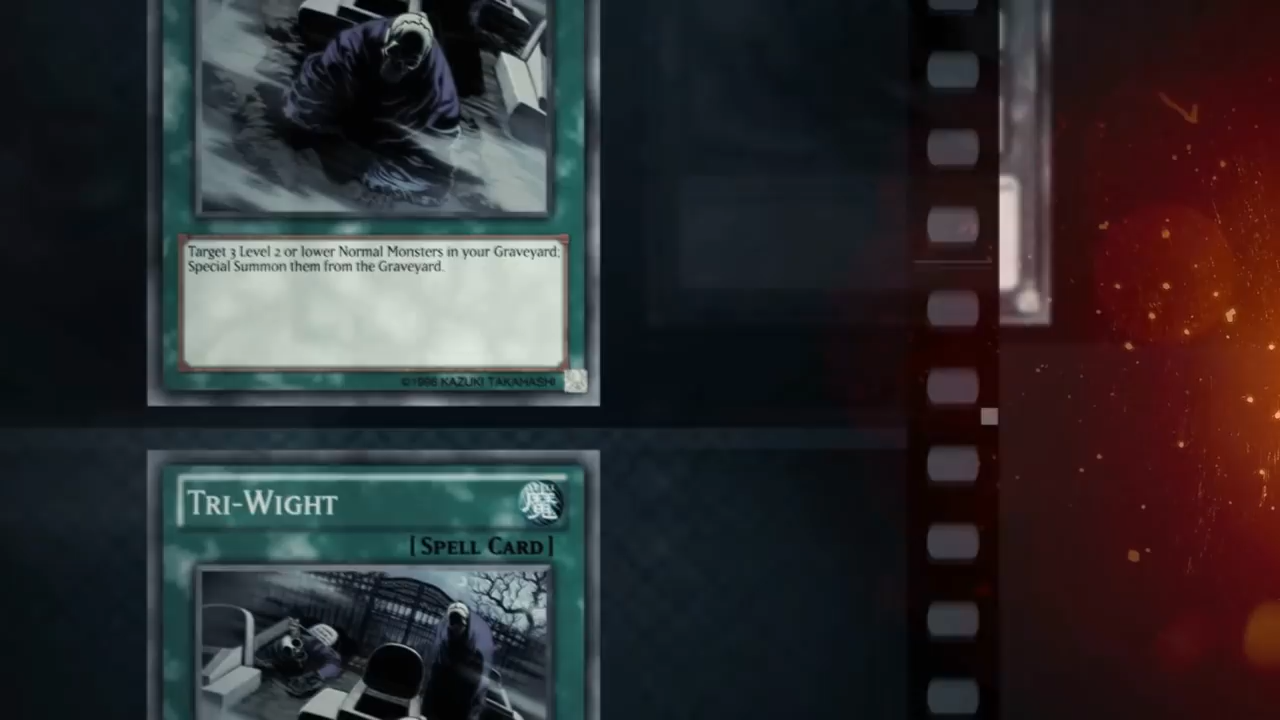 Target 3 Level 2 or lower Normal Monsters in your Graveyard;
Special Summon them from the Graveyard.
©1996 KAZUKI TAKAHASHI
TRI-WIGHT
魔
[SPELL CARD]